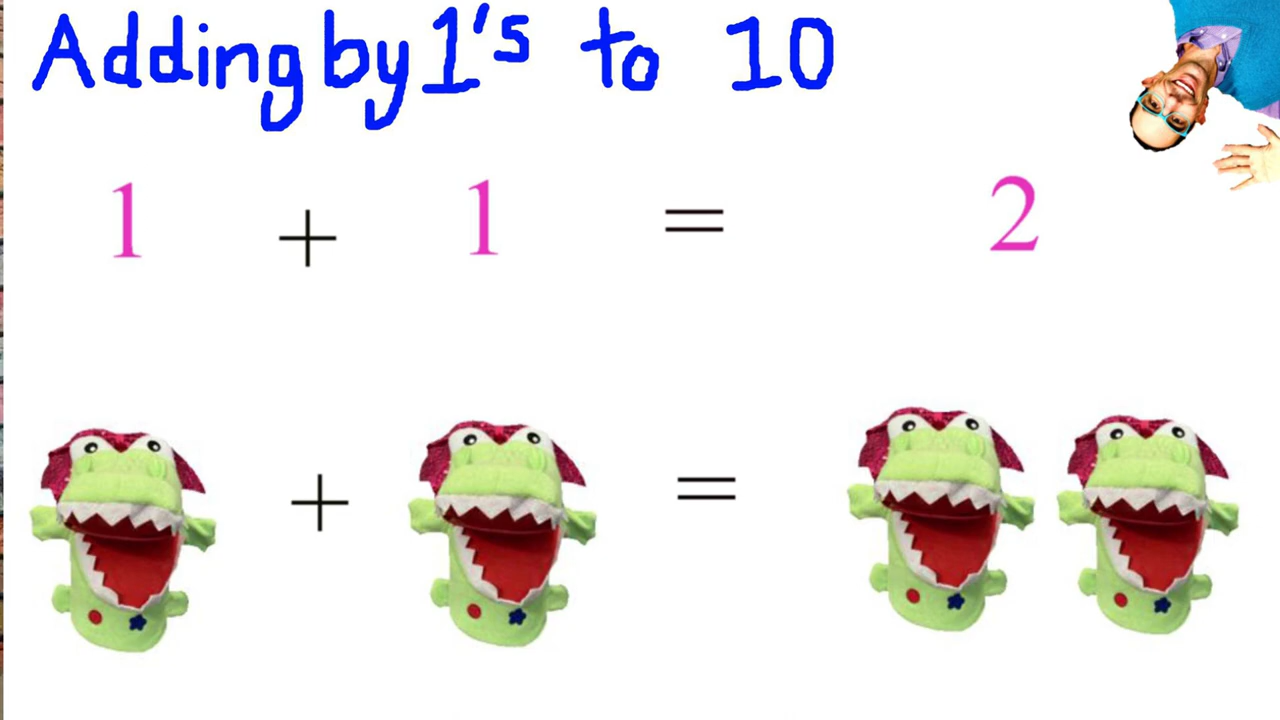 Adding by 1's to 10
1 + 1 = 2
+ =